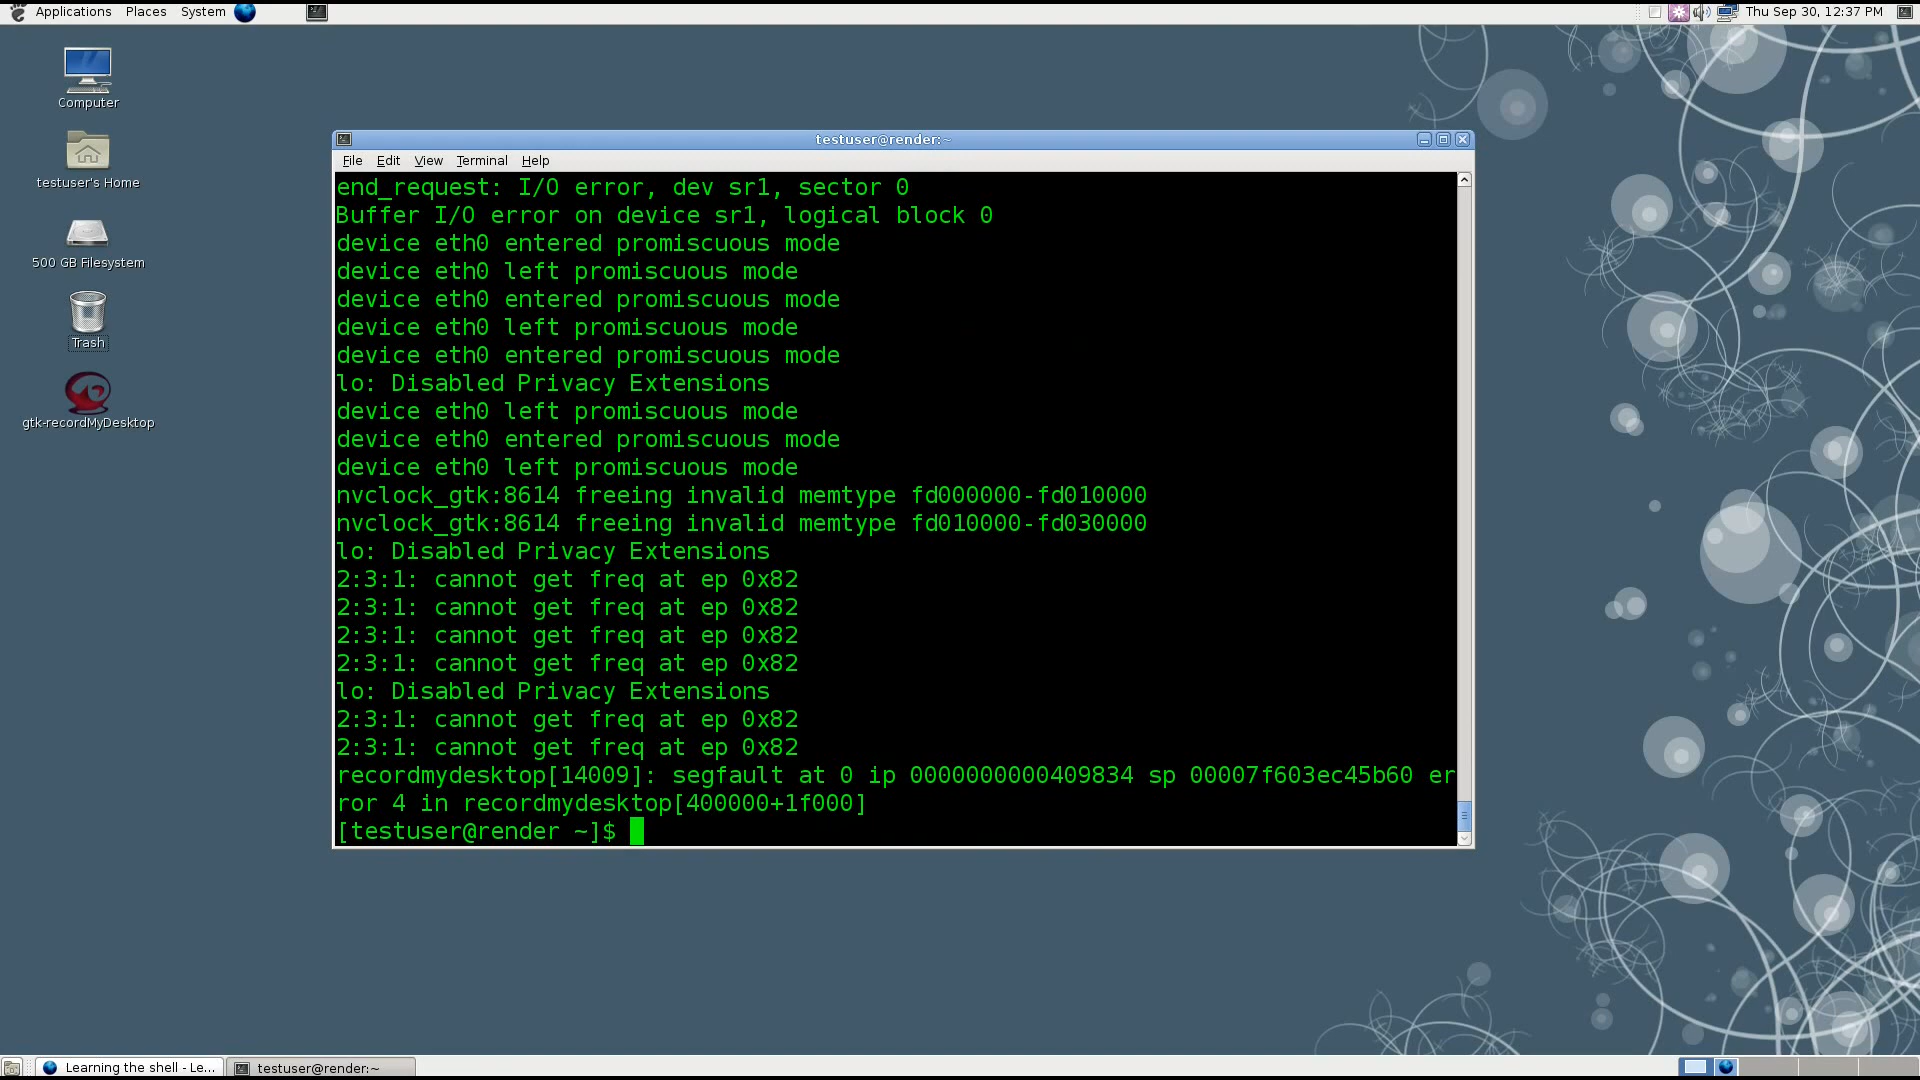 Applications Places System
Thu Sep 30, 12:37 PM
Computer
testuser's Home
500 GB Filesystem
Trash
gtk-recordMyDesktop
testuser@render:~
File Edit View Terminal Help
end_request: I/O error, dev sr1, sector 0
Buffer I/O error on device sr1, logical block 0
device eth0 entered promiscuous mode
device eth0 left promiscuous mode
device eth0 entered promiscuous mode
device eth0 left promiscuous mode
device eth0 entered promiscuous mode
lo: Disabled Privacy Extensions
device eth0 left promiscuous mode
device eth0 entered promiscuous mode
device eth0 left promiscuous mode
nvclock_gtk:8614 freeing invalid memtype fd000000-fd010000
nvclock_gtk:8614 freeing invalid memtype fd010000-fd030000
lo: Disabled Privacy Extensions
2:3:1: cannot get freq at ep 0x82
2:3:1: cannot get freq at ep 0x82
2:3:1: cannot get freq at ep 0x82
2:3:1: cannot get freq at ep 0x82
lo: Disabled Privacy Extensions
2:3:1: cannot get freq at ep 0x82
2:3:1: cannot get freq at ep 0x82
recordmydesktop[14009]: segfault at 0 ip 0000000000409834 sp 00007f603ec45b60 er
ror 4 in recordmydesktop[400000+1f000]
[testuser@render ~]$
Learning the shell - Le...
testuser@render:~